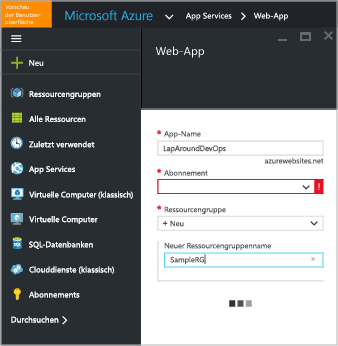 Vorschau
der Benutzer-
oberfläche
Microsoft Azure
App Services > Web-App
Neu
Ressourcengruppen
Alle Ressourcen
Zuletzt verwendet
App Services
Virtuelle Computer (klassisch)
Virtuelle Computer
SQL-Datenbanken
Clouddienste (klassisch)
Abonnements
Durchsuchen >
Web-App
* App-Name
LapAroundDevOps
azurewebsites.net
* Abonnement
!
* Ressourcengruppe
+ Neu
Neuer Ressourcengruppenname
SampleRG